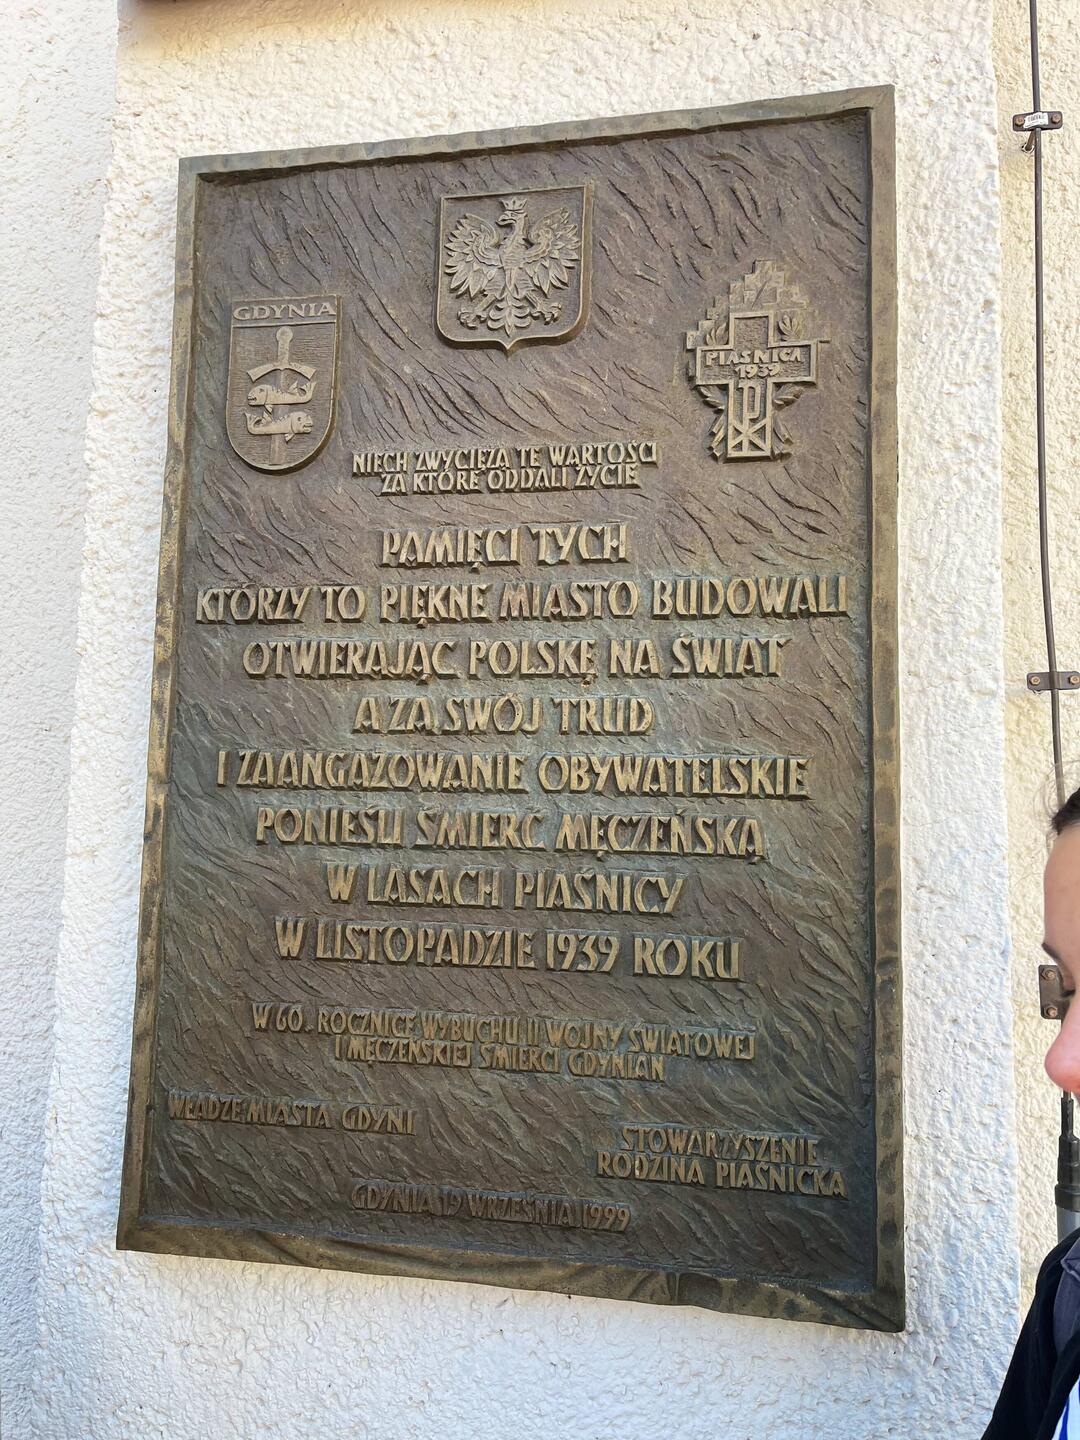 GDYNIA
PIAŚNICA
1939
NIECH ZWYCIĘŻĄ TE WARTOŚCI
ZA KTÓRE ODDALI ŻYCIE
PAMIĘCI TYCH
KTÓRZY TO PIĘKNE MIASTO BUDOWALI
OTWIERAJĄC POLSKĘ NA ŚWIAT
A ZA SWÓJ TRUD
I ZAANGAŻOWANIE OBYWATELSKIE
PONIEŚLI ŚMIERĆ MĘCZEŃSKĄ
W LASACH PIAŚNICY
W LISTOPADZIE 1939 ROKU
W 60. ROCZNICĘ WYBUCHU II WOJNY ŚWIATOWEJ
I MĘCZEŃSKIEJ ŚMIERCI GDYNIAN
WŁADZE MIASTA GDYNI
STOWARZYSZENIE
RODZINA PIAŚNICKA
GDYNIA 19 WRZEŚNIA 1999